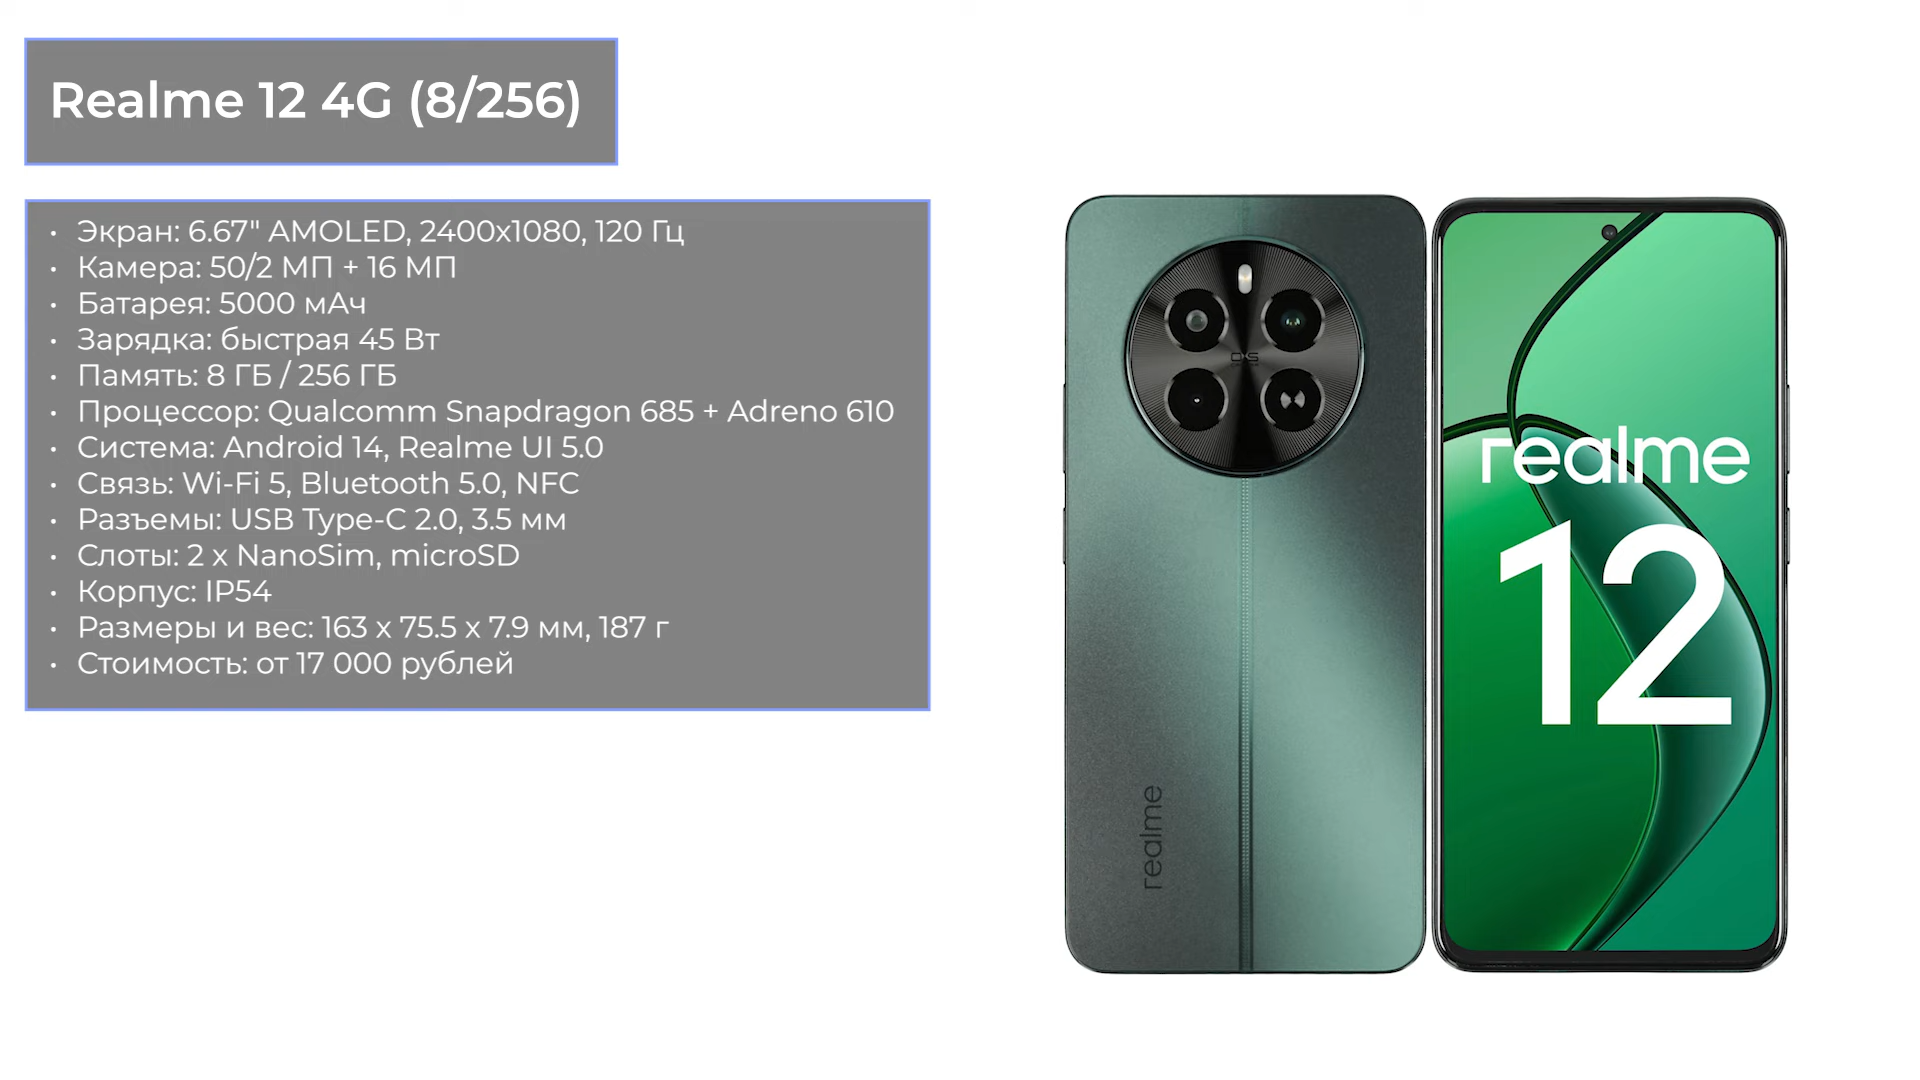 Realme 12 4G (8/256)
• Экран: 6.67" AMOLED, 2400x1080, 120 Гц
• Камера: 50/2 МП + 16 МП
• Батарея: 5000 мАч
• Зарядка: быстрая 45 Вт
• Память: 8 ГБ / 256 ГБ
• Процессор: Qualcomm Snapdragon 685 + Adreno 610
• Система: Android 14, Realme UI 5.0
• Связь: Wi-Fi 5, Bluetooth 5.0, NFC
• Разъемы: USB Type-C 2.0, 3.5 мм
• Слоты: 2 x NanoSim, microSD
• Корпус: IP54
• Размеры и вес: 163 x 75.5 x 7.9 мм, 187 г
• Стоимость: от 17 000 рублей
realme
realme
12